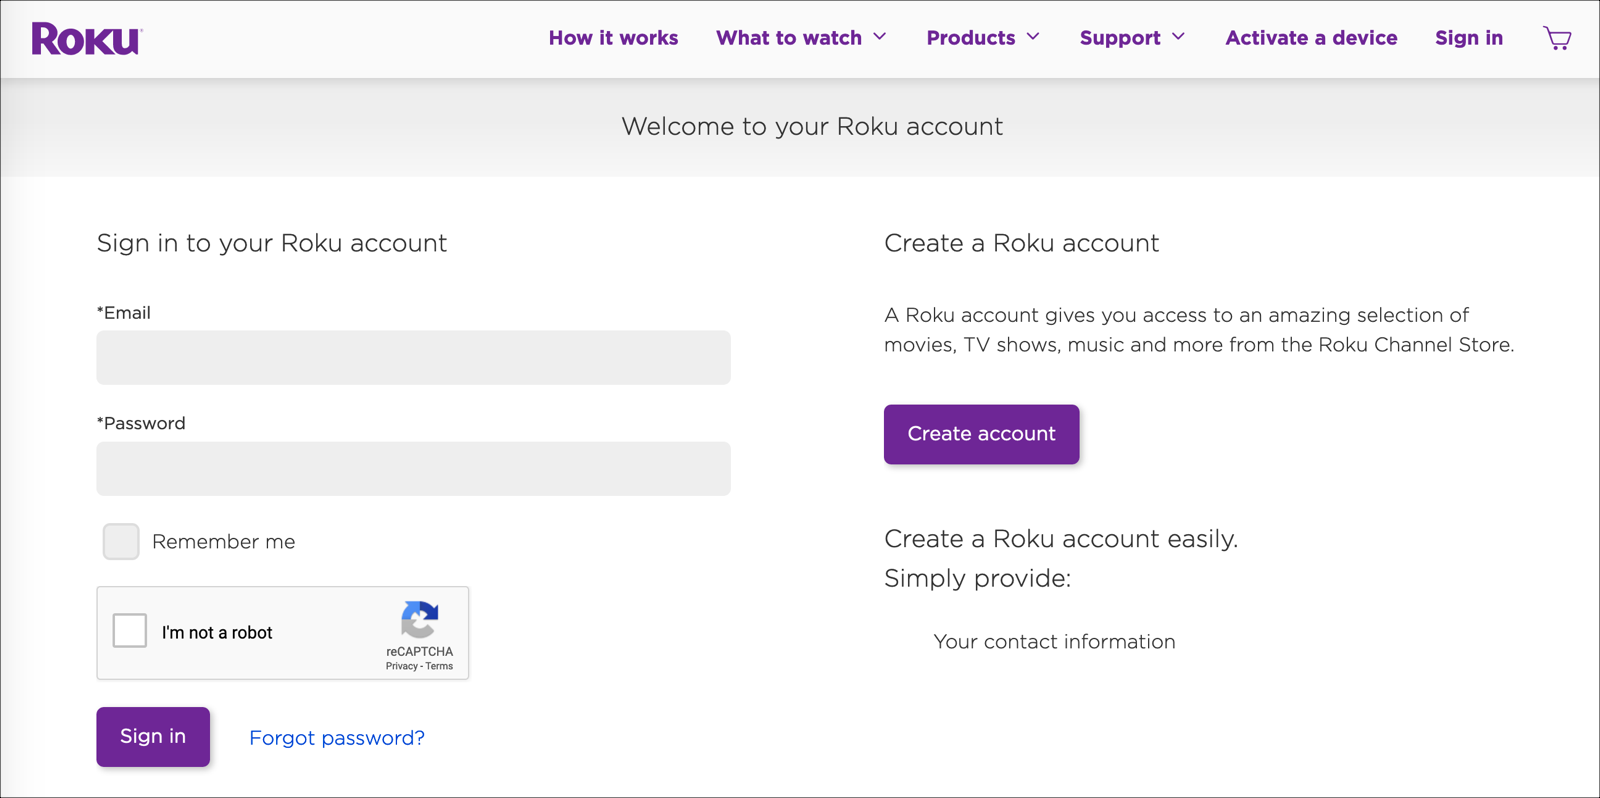 ROKU
How it works
What to watch
Products
Support
Activate a device
Sign in
Welcome to your Roku account
Sign in to your Roku account
*Email
*Password
Remember me
I'm not a robot
reCAPTCHA
Privacy - Terms
Sign in
Forgot password?
Create a Roku account
A Roku account gives you access to an amazing selection of
movies, TV shows, music and more from the Roku Channel Store.
Create account
Create a Roku account easily.
Simply provide:
Your contact information